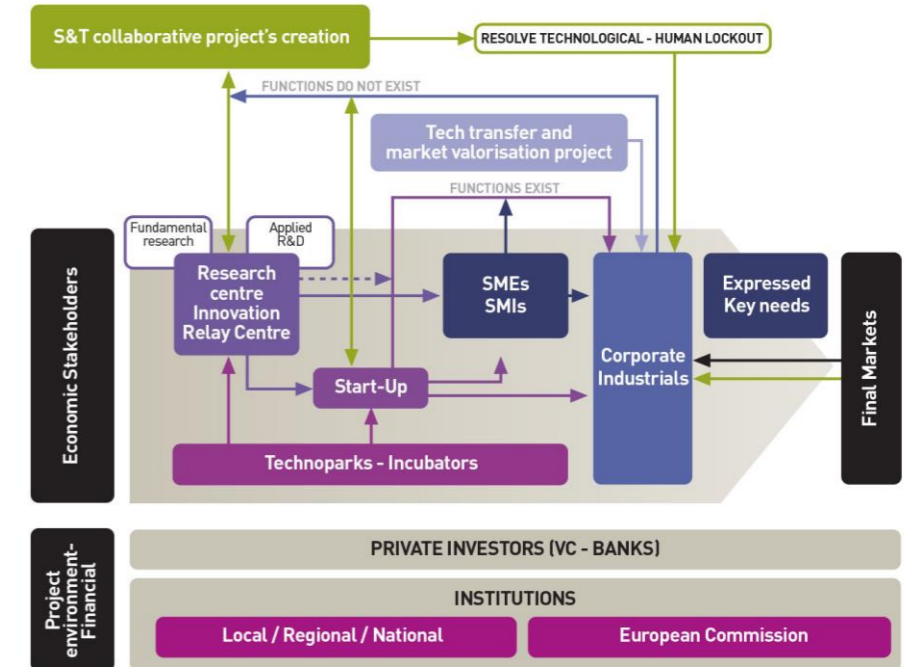 S&T collaborative project's creation
RESOLVE TECHNOLOGICAL - HUMAN LOCKOUT
FUNCTIONS DO NOT EXIST
Tech transfer and
market valorisation project
FUNCTIONS EXIST
Fundamental
research
Applied
R&D
Research
centre
Innovation
Relay Centre
SMEs
SMIs
Expressed
Key needs
Corporate
Industrials
Start-Up
Technoparks - Incubators
Economic Stakeholders
Final Markets
Project
environment-
Financial
PRIVATE INVESTORS (VC - BANKS)
INSTITUTIONS
Local / Regional / National
European Commission